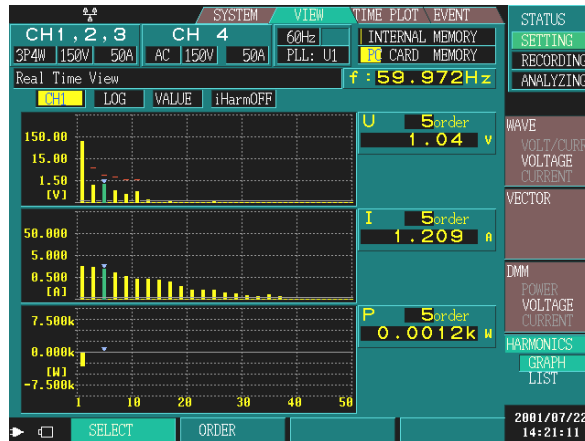 SYSTEM VIEW TIME PLOT EVENT
STATUS
SETTING
RECORDING
ANALYZING
CH1,2,3 CH 4 60Hz INTERNAL MEMORY
3P4W 150V 50A AC 150V 50A PLL: U1 PC CARD MEMORY
Real Time View f:59.972Hz
CH1 LOG VALUE iHarmOFF
U 5order
1.04 V
150.00
15.00
1.50
[V]
I 5order
1.209 A
50.000
5.000
0.500
[A]
P 5order
0.0012k W
7.500k
0.000k
[W]
-7.500k
1 10 20 30 40 50
WAVE
VOLT/CURR
VOLTAGE
CURRENT
VECTOR
DMM
POWER
VOLTAGE
CURRENT
HARMONICS
GRAPH
LIST
SELECT ORDER
2001/07/22
14:21:11